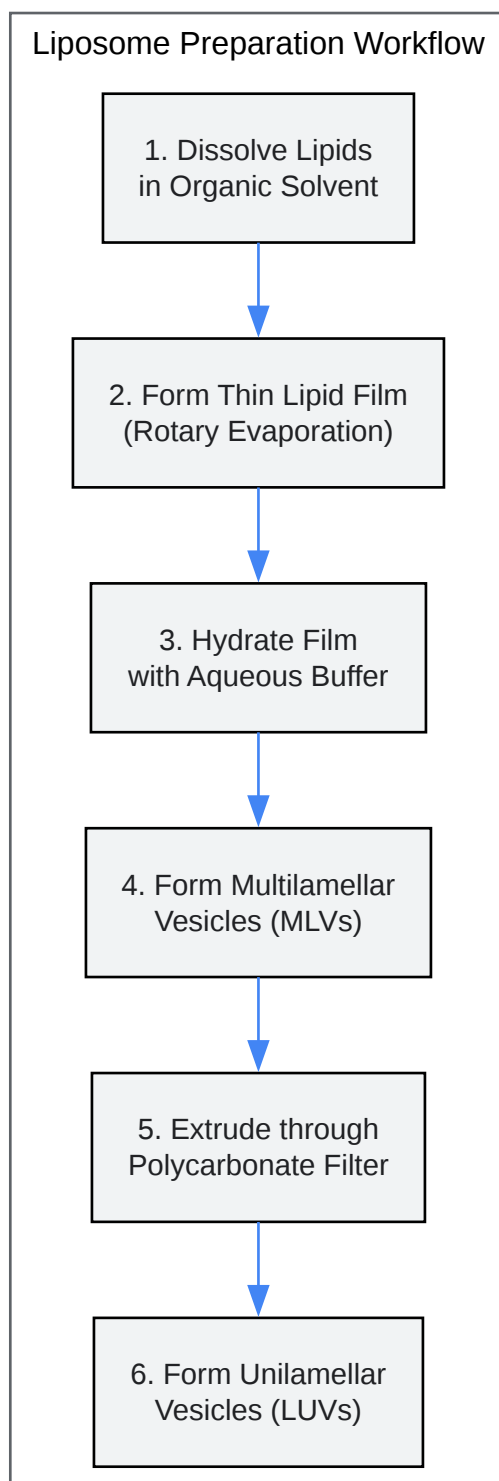 Liposome Preparation Workflow
1. Dissolve Lipids
in Organic Solvent
2. Form Thin Lipid Film
(Rotary Evaporation)
3. Hydrate Film
with Aqueous Buffer
4. Form Multilamellar
Vesicles (MLVs)
5. Extrude through
Polycarbonate Filter
6. Form Unilamellar
Vesicles (LUVs)